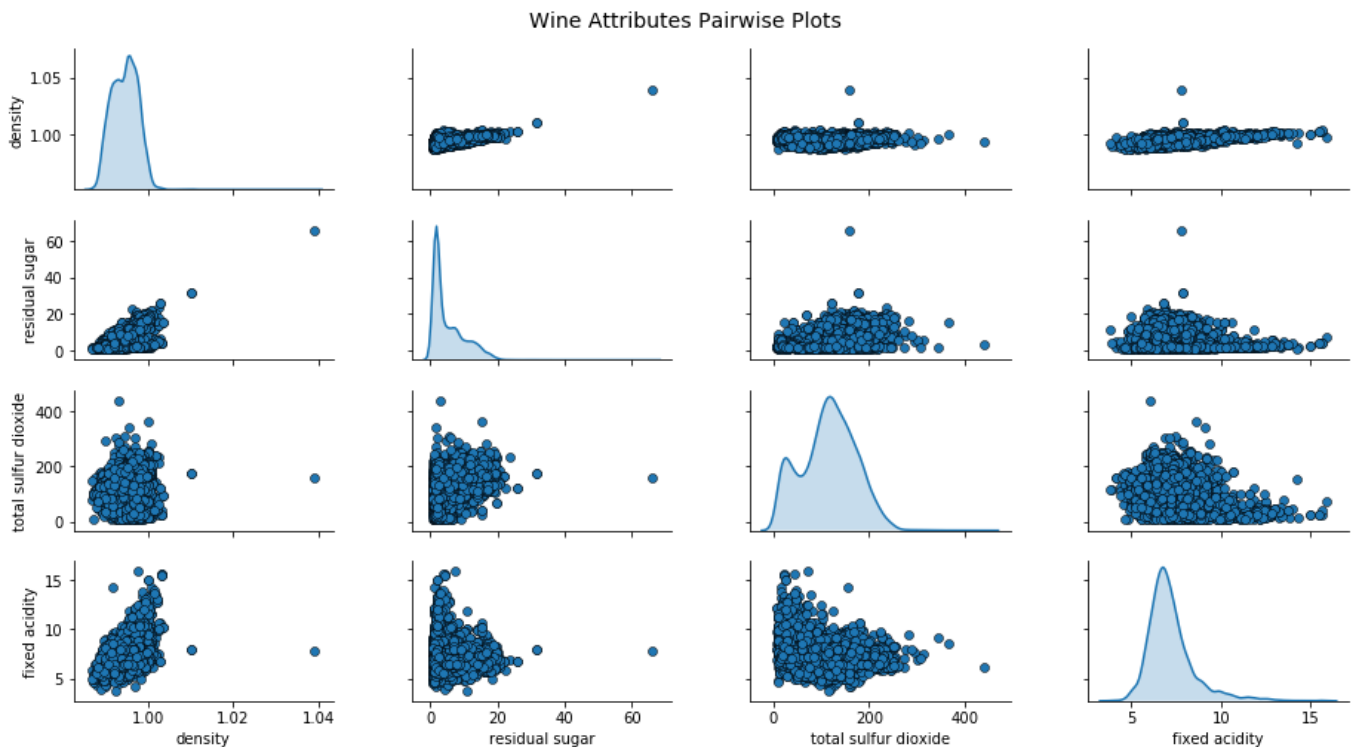 Wine Attributes Pairwise Plots
density
1.05
1.00
residual sugar
60
40
20
0
total sulfur dioxide
400
200
0
fixed acidity
15
10
5
1.00 1.02 1.04
density
0 20 40 60
residual sugar
0 200 400
total sulfur dioxide
5 10 15
fixed acidity